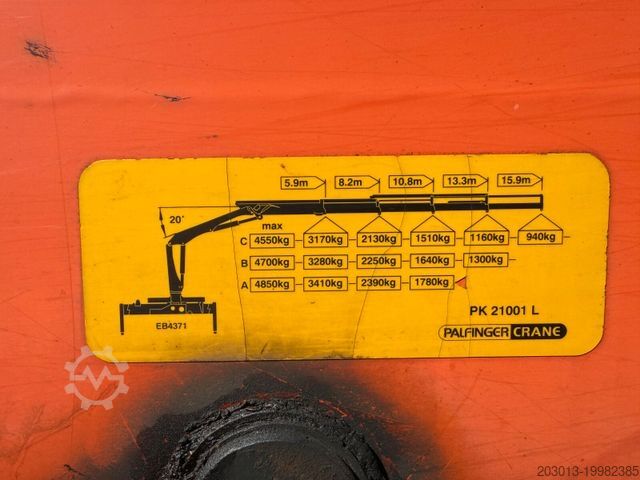 5.9m 8.2m 10.8m 13.3m 15.9m
20°
max
C 4550kg 3170kg 2130kg 1510kg 1160kg 940kg
B 4700kg 3280kg 2250kg 1640kg 1300kg
A 4850kg 3410kg 2390kg 1780kg
EB4371
PK 21001 L
PALFINGER CRANE
203013-19982385